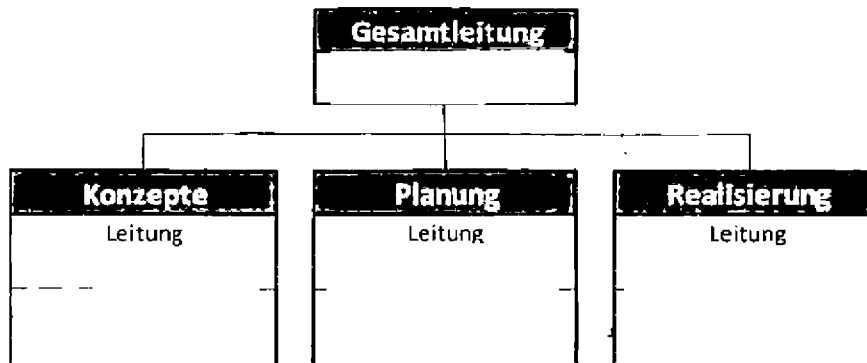 Gesamtleitung
Konzepte
Planung
Realisierung
Leitung
Leitung
Leitung